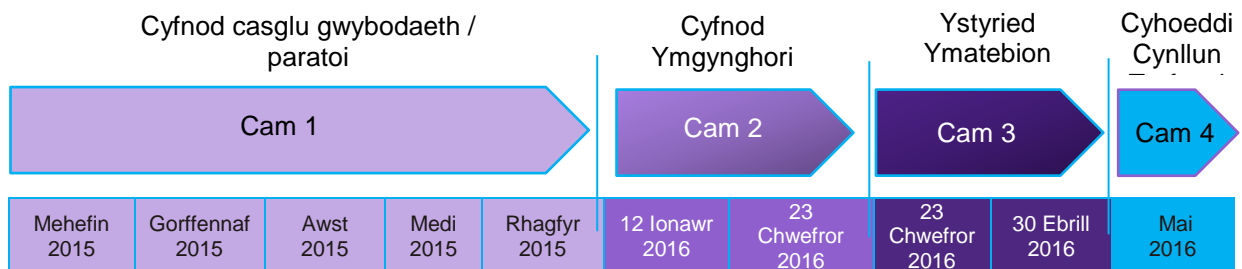 Cyfnod casglu gwybodaeth /
paratoi
Cyfnod
Ymgynghori
Ystyried
Ymatebion
Cyhoeddi
Cynllun
Cam 1
Cam 2
Cam 3
Cam 4
Mehefin
2015
Gorffennaf
2015
Awst
2015
Medi
2015
Rhagfyr
2015
12 Ionawr
2016
23
Chwefror
2016
23
Chwefror
2016
30 Ebrill
2016
Mai
2016